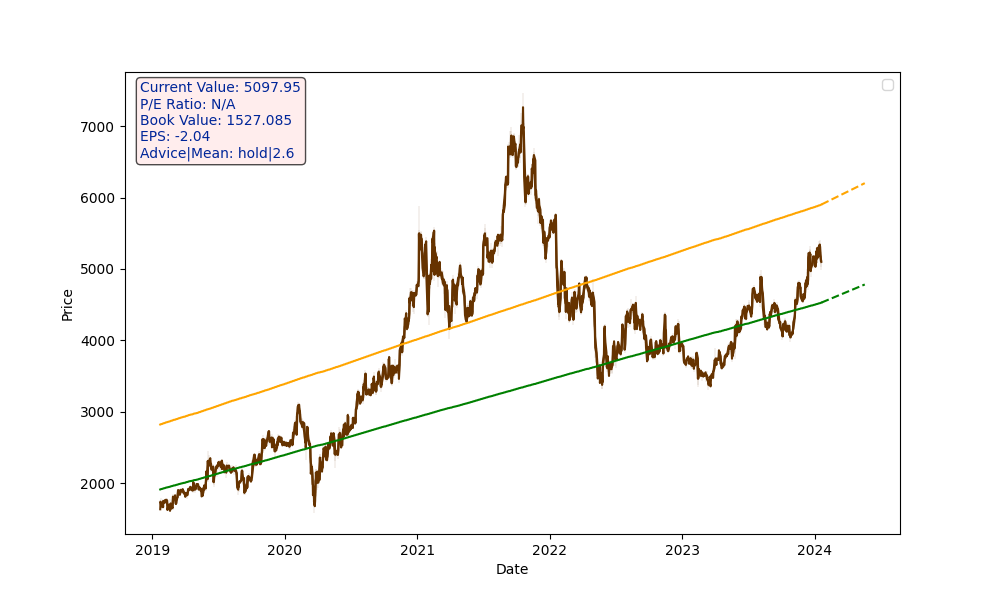 Current Value: 5097.95
P/E Ratio: N/A
Book Value: 1527.085
EPS: -2.04
Advice|Mean: hold|2.6
7000
6000
5000
4000
3000
2000
Price
2019 2020 2021 2022 2023 2024
Date